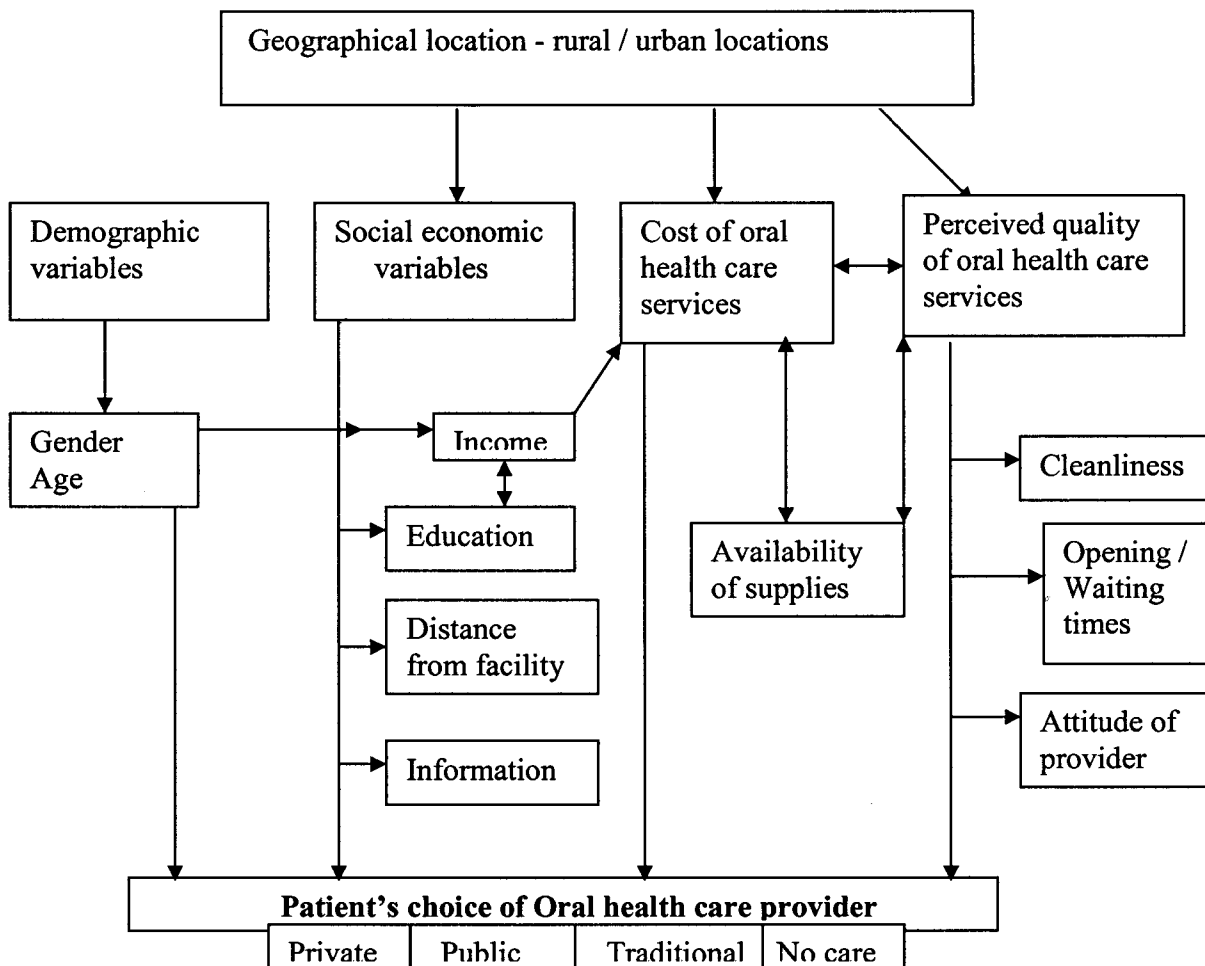 Geographical location - rural / urban locations
Demographic
variables
Social economic
variables
Cost of oral
health care
services
Perceived quality
of oral health care
services
Gender
Age
Income
Education
Distance
from facility
Information
Availability
of supplies
Cleanliness
Opening /
Waiting
times
Attitude of
provider
Patient's choice of Oral health care provider
Private
Public
Traditional
No care